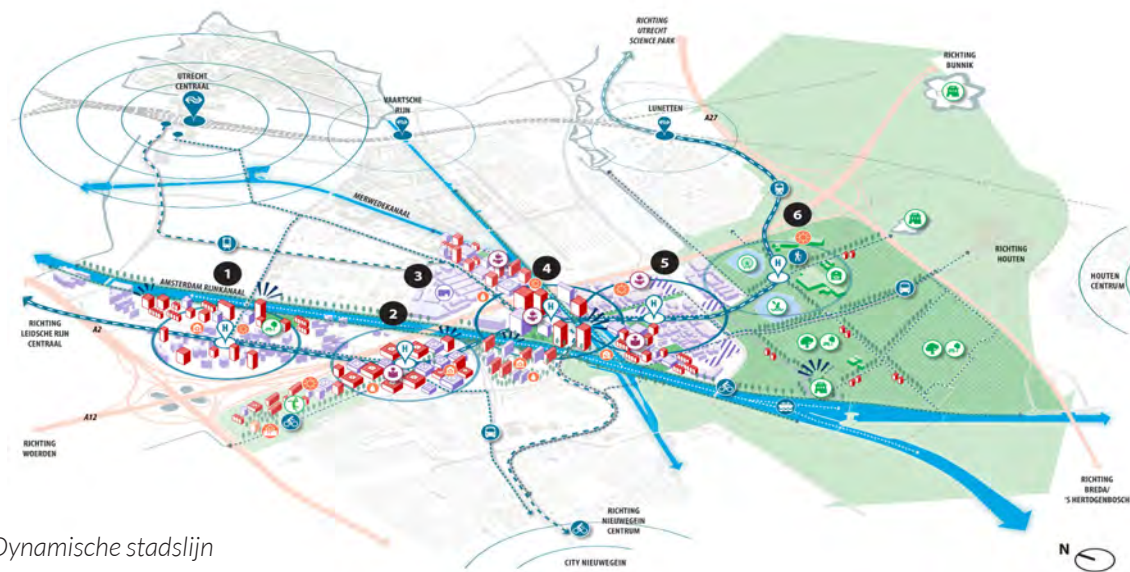 RICHTING
UTRECHT
SCIENCE PARK
RICHTING
BUNNIK
UTRECHT
CENTRAAL
VAARTSCHE
RIJN
LUNETTEN
A27
MERWEDEKANAAL
6
RICHTING
HOUTEN
HOUTEN
CENTRUM
1
3
4
5
H
AMSTERDAM RIJNKANAAL
2
H
H
H
H
RICHTING
LEIDSCHE RIJN
CENTRAAL
A2
A12
RICHTING
WOERDEN
RICHTING
BREDA/
'S HERTOGENBOSCH
RICHTING
NIEUWEGEIN
CENTRUM
CITY NIEUWEGEIN
Dynamische stadslijn
N